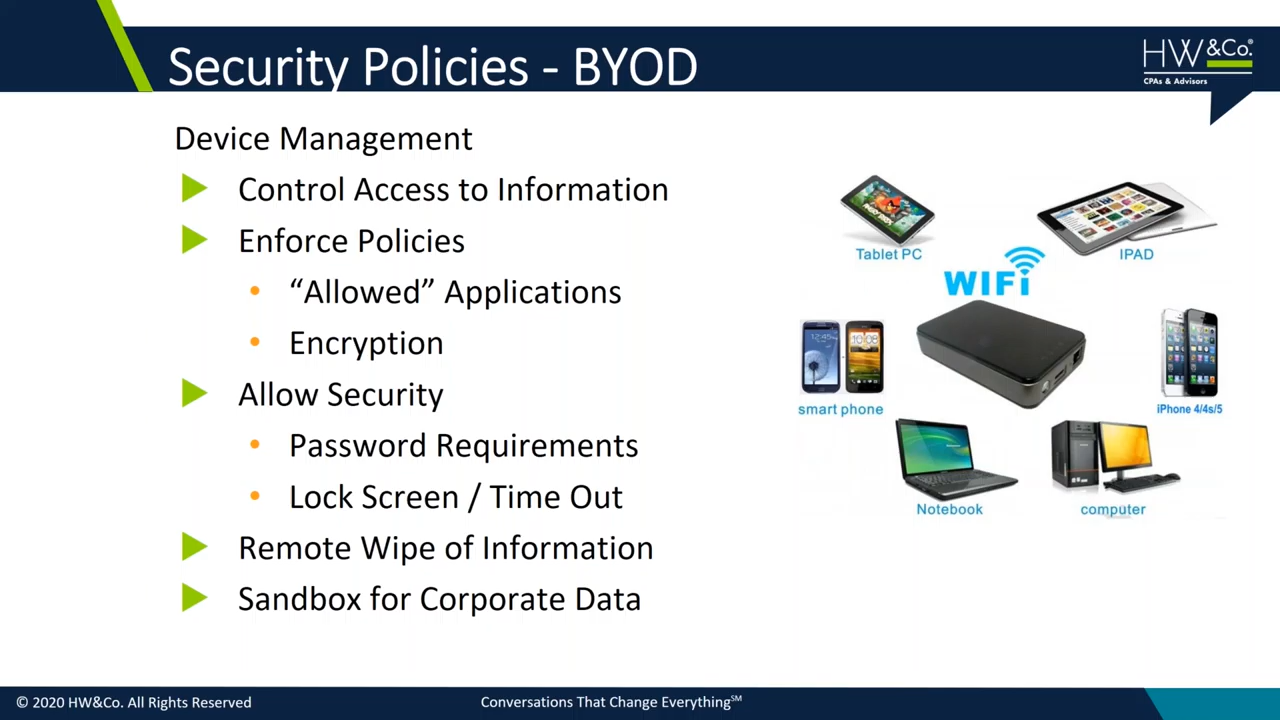 Security Policies - BYOD
HW&Co.®
CPAs & Advisors
Device Management
Control Access to Information
Enforce Policies
• “Allowed” Applications
• Encryption
Allow Security
• Password Requirements
• Lock Screen / Time Out
Remote Wipe of Information
Sandbox for Corporate Data
Tablet PC
IPAD
WIFi
smart phone
iPhone 4/4s/5
Notebook
computer
© 2020 HW&Co. All Rights Reserved
Conversations That Change Everything℠